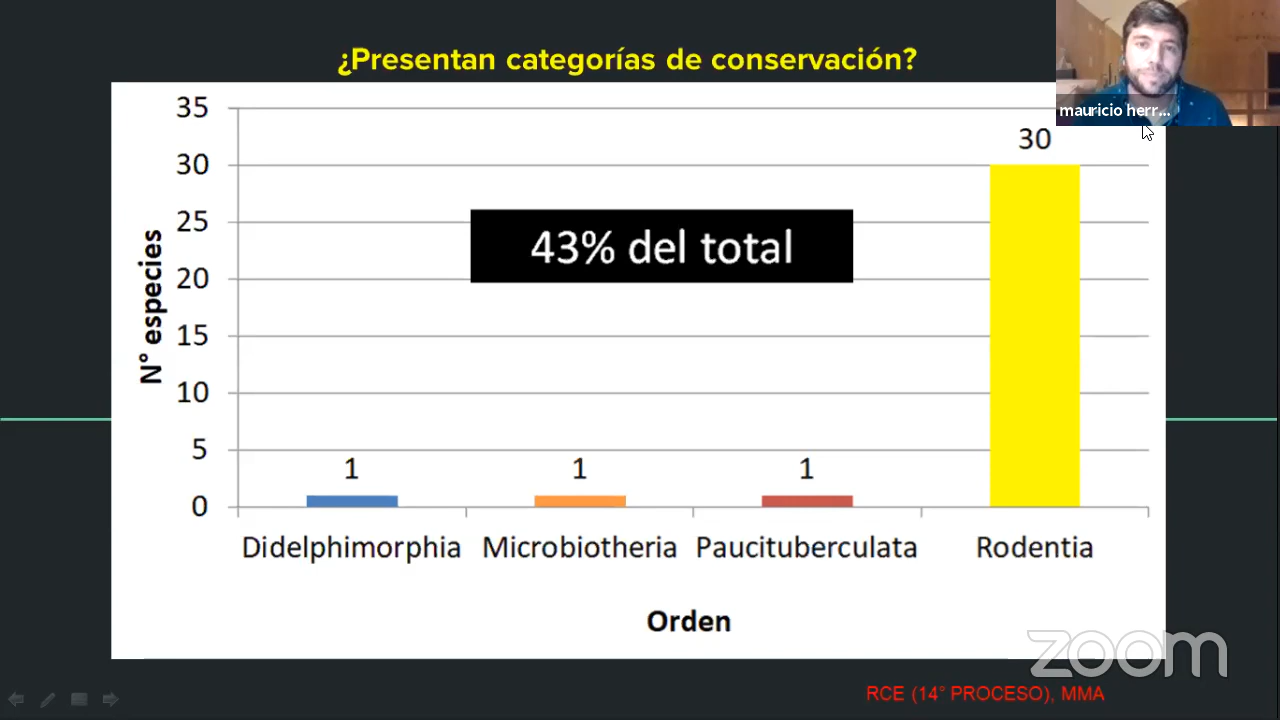 ¿Presentan categorías de conservación?
mauricio herr...
35
30
25
20
15
10
5
0
N° especies
43% del total
1
1
1
30
Didelphimorphia
Microbiotheria
Paucituberculata
Rodentia
Orden
zoom
RCE (14° PROCESO), MMA